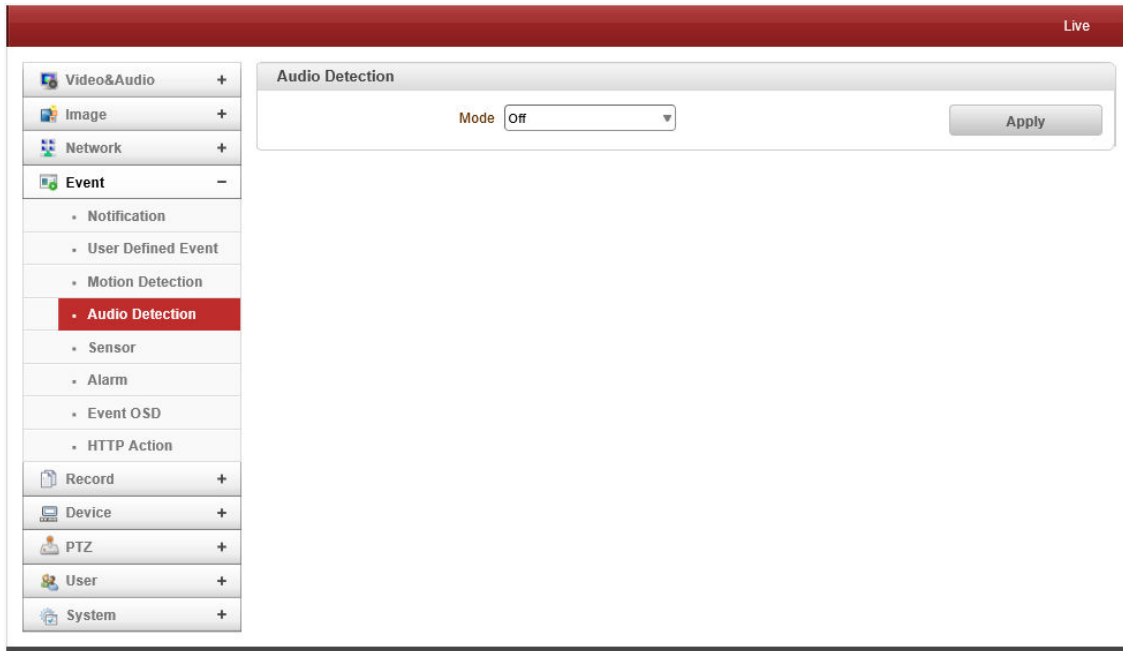 Live
Video&Audio +
Image +
Network +
Event -
Notification
User Defined Event
Motion Detection
Audio Detection
Sensor
Alarm
Event OSD
HTTP Action
Record +
Device +
PTZ +
User +
System +
Audio Detection
Mode Off Apply